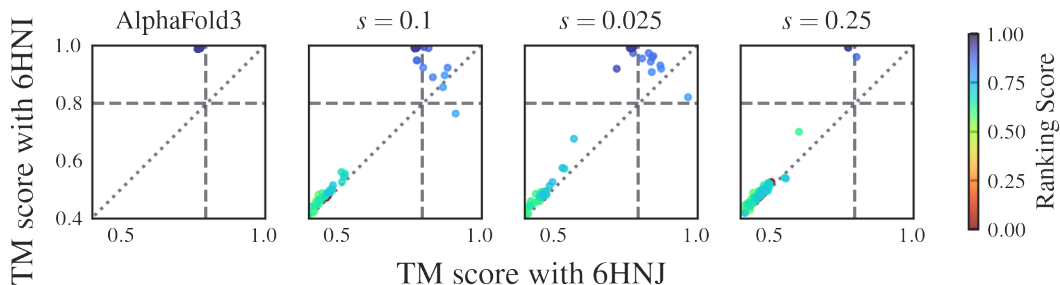 AlphaFold3
s = 0.1
s = 0.025
s = 0.25
TM score with 6HNI
1.0
0.8
0.6
0.4
0.5 1.0
0.5 1.0
0.5 1.0
0.5 1.0
TM score with 6HNJ
1.00
0.75
0.50
0.25
0.00
Ranking Score